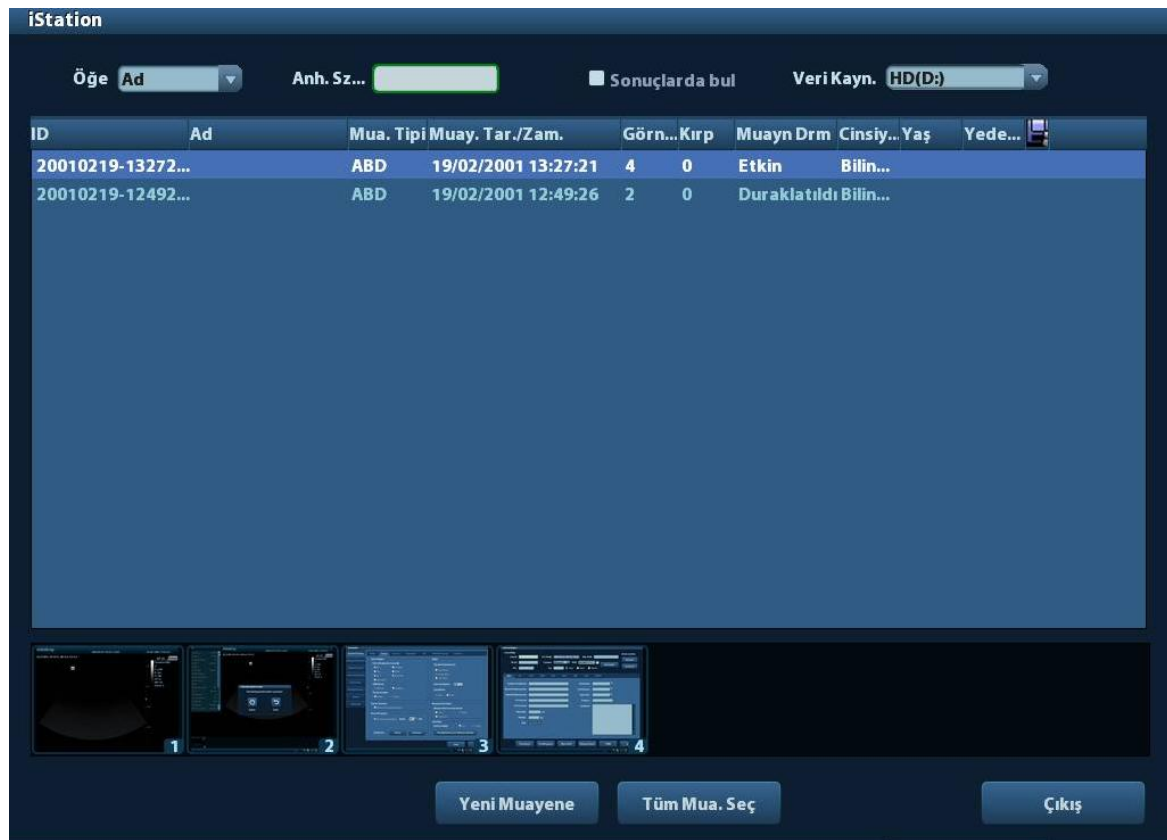 iStation
Öğe Ad Anh. Sz... Sonuçlarda bul Veri Kayn. HD(D:)
ID Ad Mua. Tipi Muay. Tar./Zam. Görn... Kırp Muayn Drm Cinsiy... Yaş Yede...
20010219-13272... ABD 19/02/2001 13:27:21 4 0 Etkin Bilin...
20010219-12492... ABD 19/02/2001 12:49:26 2 0 Duraklatıldı Bilin...
1 2 3 4
Yeni Muayene Tüm Mua. Seç Çıkış